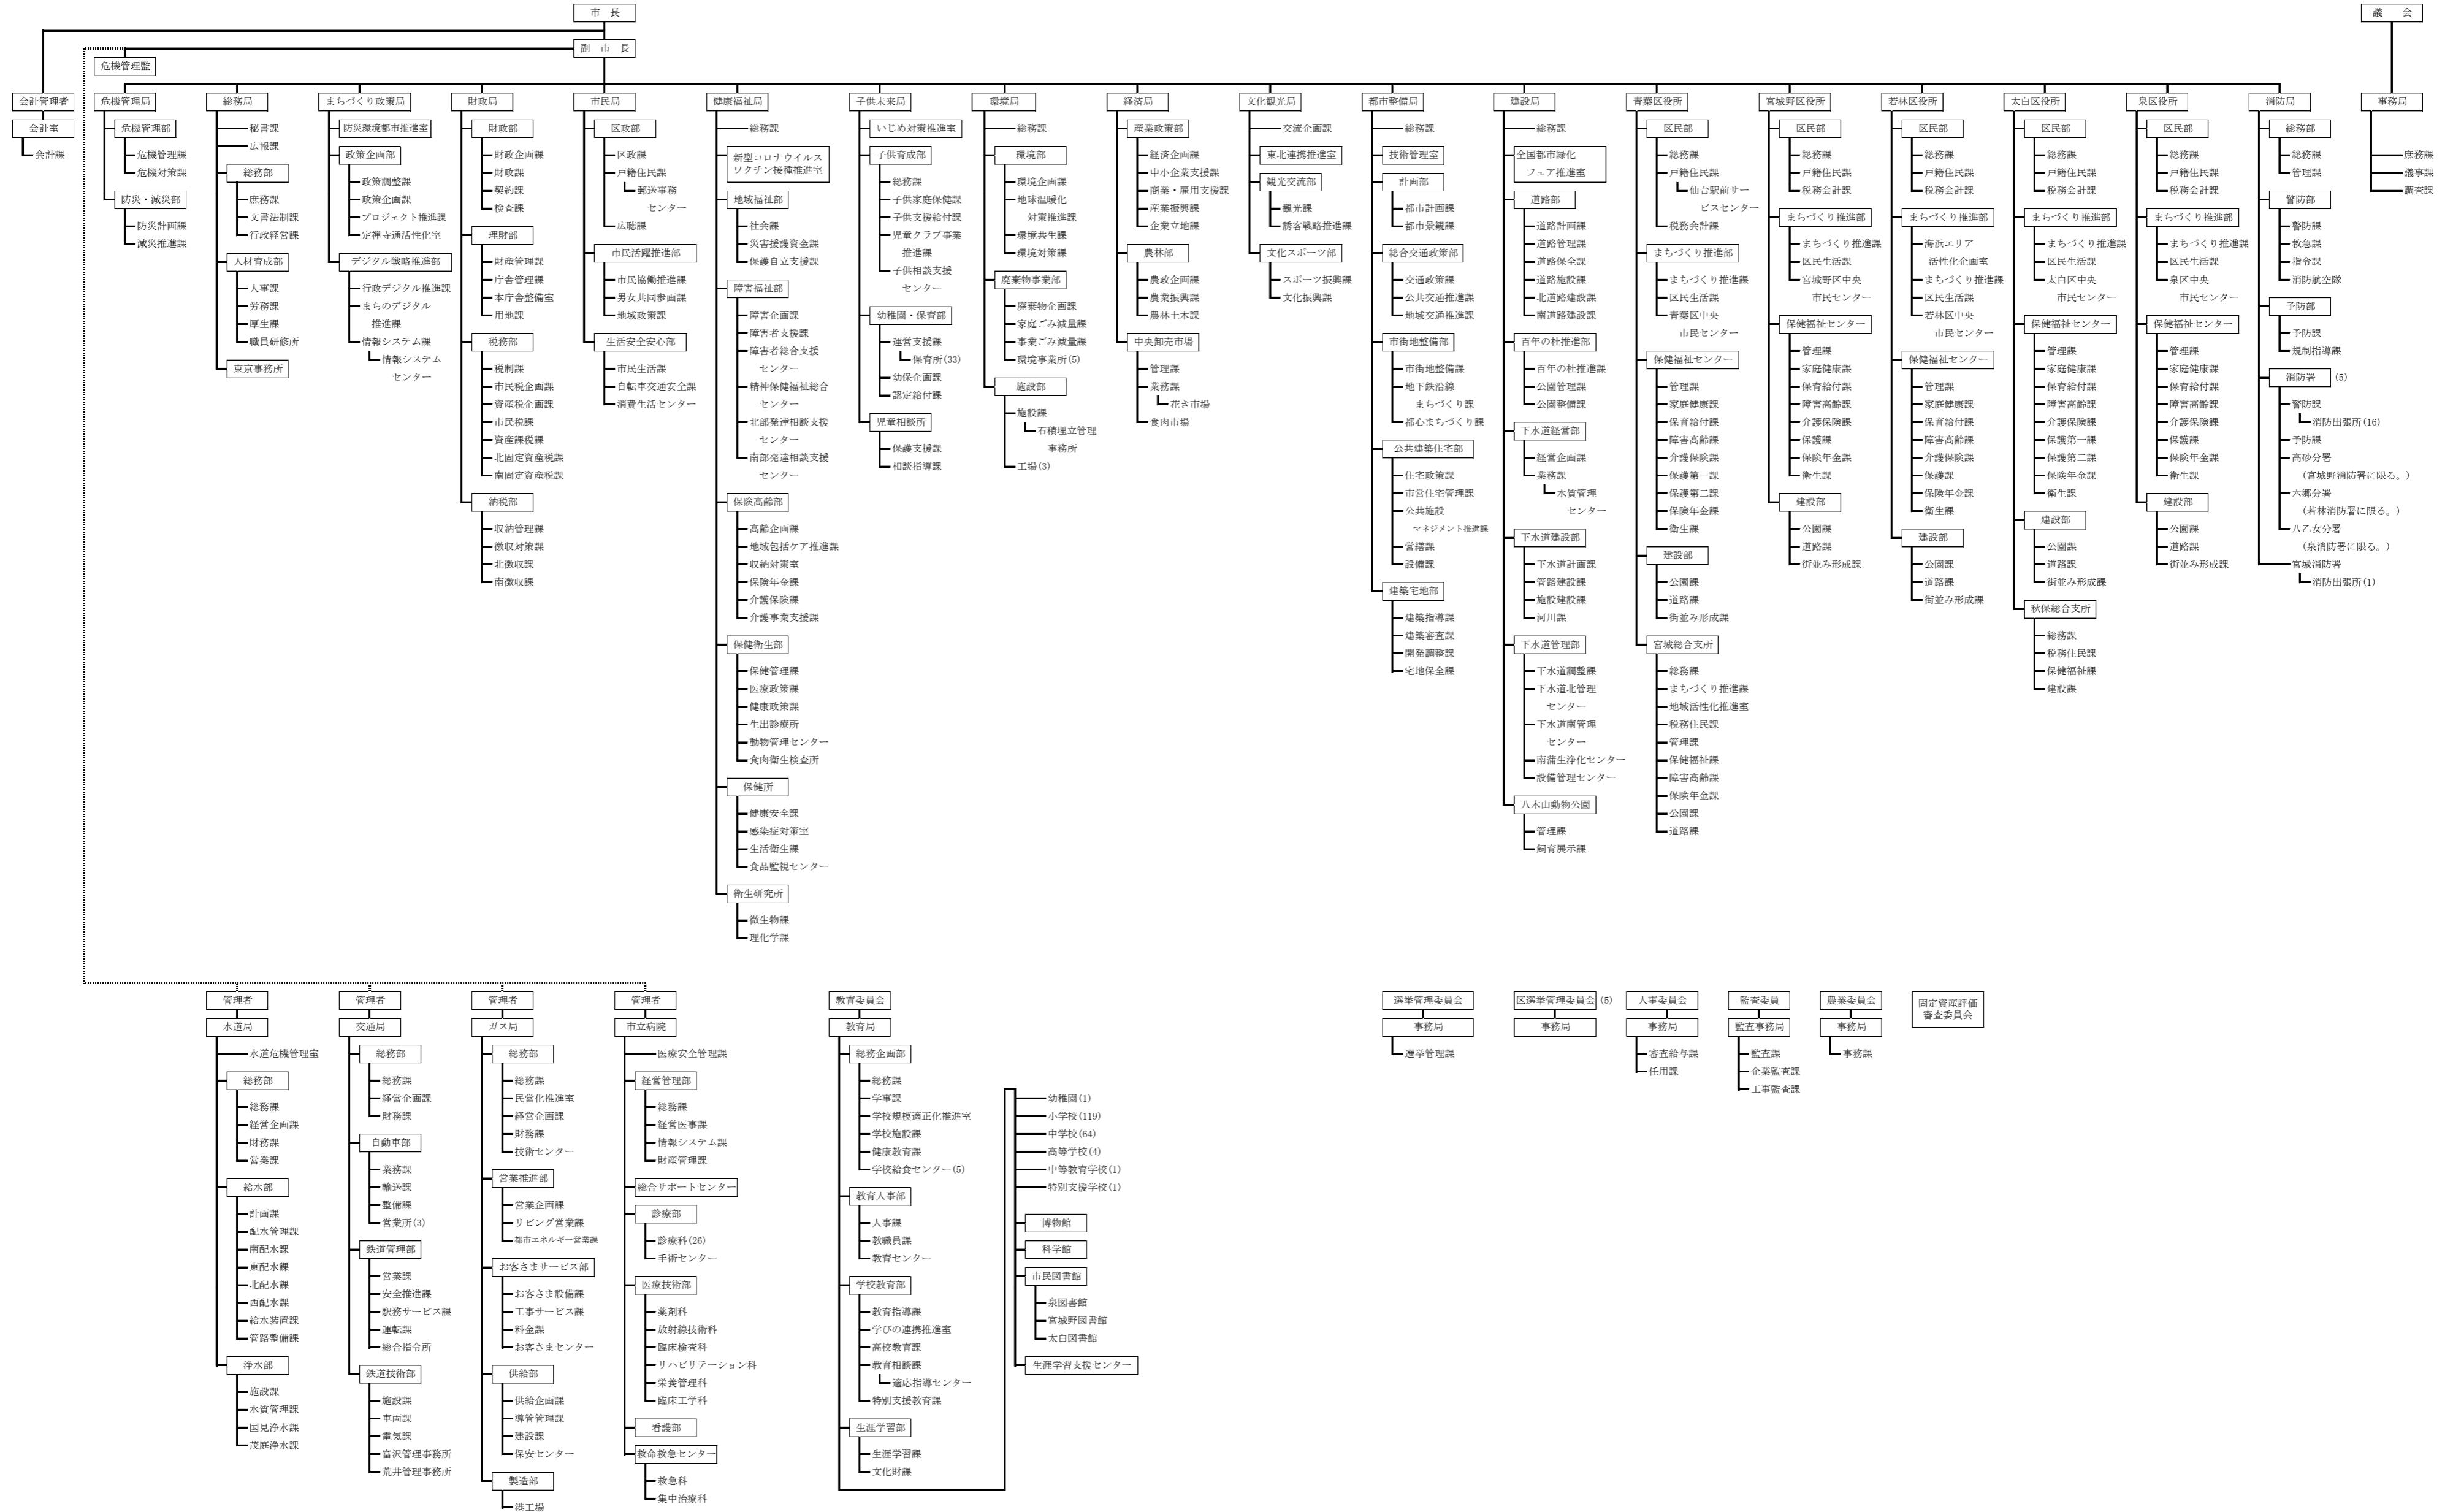 市　長
議　会
副　市　長
危機管理監
会計管理者
会計室
会計課
危機管理局
危機管理部
危機管理課
危機対策課
防災・減災部
防災計画課
減災推進課
総務局
秘書課
広報課
総務部
庶務課
文書法制課
行政経営課
人材育成部
人事課
労務課
厚生課
職員研修所
東京事務所
まちづくり政策局
防災環境都市推進室
政策企画部
政策調整課
政策企画課
プロジェクト推進課
定禅寺通活性化室
デジタル戦略推進部
行政デジタル推進課
まちのデジタル
推進課
情報システム課
情報システム
センター
財政局
財政部
財政企画課
財政課
契約課
検査課
理財部
財産管理課
庁舎管理課
本庁舎整備室
用地課
税務部
税制課
市民税企画課
資産税企画課
市民税課
資産課税課
北固定資産税課
南固定資産税課
納税部
収納管理課
徴収対策課
北徴収課
南徴収課
市民局
区政部
区政課
戸籍住民課
郵送事務
センター
広聴課
市民活躍推進部
市民協働推進課
男女共同参画課
地域政策課
生活安全安心部
市民生活課
自転車交通安全課
消費生活センター
健康福祉局
総務課
新型コロナウイルス
ワクチン接種推進室
地域福祉部
社会課
災害援護資金課
保護自立支援課
障害福祉部
障害企画課
障害者支援課
障害者総合支援
センター
精神保健福祉総合
センター
北部発達相談支援
センター
南部発達相談支援
センター
保険高齢部
高齢企画課
地域包括ケア推進課
収納対策室
保険年金課
介護保険課
介護事業支援課
保健衛生部
保健管理課
医療政策課
健康政策課
生出診療所
動物管理センター
食肉衛生検査所
保健所
健康安全課
感染症対策室
生活衛生課
食品監視センター
衛生研究所
微生物課
理化学課
子供未来局
いじめ対策推進室
子供育成部
総務課
子供家庭保健課
子供支援給付課
児童クラブ事業
推進課
子供相談支援
センター
幼稚園・保育部
運営支援課
保育所(33)
幼保企画課
認定給付課
児童相談所
保護支援課
相談指導課
環境局
総務課
環境部
環境企画課
地球温暖化
対策推進課
環境共生課
環境対策課
廃棄物事業部
廃棄物企画課
家庭ごみ減量課
事業ごみ減量課
環境事業所(5)
施設部
施設課
石積埋立管理
事務所
工場(3)
経済局
産業政策部
経済企画課
中小企業支援課
商業・雇用支援課
産業振興課
企業立地課
農林部
農政企画課
農業振興課
農林土木課
中央卸売市場
管理課
業務課
花き市場
食肉市場
文化観光局
交流企画課
東北連携推進室
観光交流部
観光課
誘客戦略推進課
文化スポーツ部
スポーツ振興課
文化振興課
都市整備局
総務課
技術管理室
計画部
都市計画課
都市景観課
総合交通政策部
交通政策課
公共交通推進課
地域交通推進課
市街地整備部
市街地整備課
地下鉄沿線
まちづくり課
都心まちづくり課
公共建築住宅部
住宅政策課
市営住宅管理課
公共施設
マネジメント推進課
営繕課
設備課
建築宅地部
建築指導課
建築審査課
開発調整課
宅地保全課
建設局
総務課
全国都市緑化
フェア推進室
道路部
道路計画課
道路管理課
道路保全課
道路施設課
北道路建設課
南道路建設課
百年の杜推進部
百年の杜推進課
公園管理課
公園整備課
下水道経営部
経営企画課
業務課
水質管理
センター
下水道建設部
下水道計画課
管路建設課
施設建設課
河川課
下水道管理部
下水道調整課
下水道北管理
センター
下水道南管理
センター
南蒲生浄化センター
設備管理センター
八木山動物公園
管理課
飼育展示課
青葉区役所
区民部
総務課
戸籍住民課
仙台駅前サー
ビスセンター
税務会計課
まちづくり推進部
まちづくり推進課
区民生活課
青葉区中央
市民センター
保健福祉センター
管理課
家庭健康課
保育給付課
障害高齢課
介護保険課
保護第一課
保護第二課
保険年金課
衛生課
建設部
公園課
道路課
街並み形成課
宮城総合支所
総務課
まちづくり推進課
地域活性化推進室
税務住民課
管理課
保健福祉課
障害高齢課
保険年金課
公園課
道路課
宮城野区役所
区民部
総務課
戸籍住民課
税務会計課
まちづくり推進部
まちづくり推進課
区民生活課
宮城野区中央
市民センター
保健福祉センター
管理課
家庭健康課
保育給付課
障害高齢課
介護保険課
保護課
保険年金課
衛生課
建設部
公園課
道路課
街並み形成課
若林区役所
区民部
総務課
戸籍住民課
税務会計課
まちづくり推進部
海浜エリア
活性化企画室
まちづくり推進課
区民生活課
若林区中央
市民センター
保健福祉センター
管理課
家庭健康課
保育給付課
障害高齢課
介護保険課
保護課
保険年金課
衛生課
建設部
公園課
道路課
街並み形成課
太白区役所
区民部
総務課
戸籍住民課
税務会計課
まちづくり推進部
まちづくり推進課
区民生活課
太白区中央
市民センター
保健福祉センター
管理課
家庭健康課
保育給付課
障害高齢課
介護保険課
保護第一課
保護第二課
保険年金課
衛生課
建設部
公園課
道路課
街並み形成課
秋保総合支所
総務課
税務住民課
保健福祉課
建設課
泉区役所
区民部
総務課
戸籍住民課
税務会計課
まちづくり推進部
まちづくり推進課
区民生活課
泉区中央
市民センター
保健福祉センター
管理課
家庭健康課
保育給付課
障害高齢課
介護保険課
保護課
保険年金課
衛生課
建設部
公園課
道路課
街並み形成課
消防局
総務部
総務課
管理課
警防部
警防課
救急課
指令課
消防航空隊
予防部
予防課
規制指導課
消防署 (5)
警防課
消防出張所(16)
予防課
高砂分署
（宮城野消防署に限る。）
六郷分署
（若林消防署に限る。）
八乙女分署
（泉消防署に限る。）
宮城消防署
消防出張所(1)
事務局
庶務課
議事課
調査課
管理者
水道局
水道危機管理室
総務部
総務課
経営企画課
財務課
営業課
給水部
計画課
配水管理課
南配水課
東配水課
北配水課
西配水課
給水装置課
管路整備課
浄水部
施設課
水質管理課
国見浄水課
茂庭浄水課
管理者
交通局
総務部
総務課
経営企画課
財務課
自動車部
業務課
輸送課
整備課
営業所(3)
鉄道管理部
営業課
安全推進課
駅務サービス課
運転課
総合指令所
鉄道技術部
施設課
車両課
電気課
富沢管理事務所
荒井管理事務所
管理者
ガス局
総務部
総務課
民営化推進室
経営企画課
財務課
技術センター
営業推進部
営業企画課
リビング営業課
都市エネルギー営業課
お客さまサービス部
お客さま設備課
工事サービス課
料金課
お客さまセンター
供給部
供給企画課
導管管理課
建設課
保安センター
製造部
港工場
管理者
市立病院
医療安全管理課
経営管理部
総務課
経営医事課
情報システム課
財産管理課
総合サポートセンター
診療部
診療科(26)
手術センター
医療技術部
薬剤科
放射線技術科
臨床検査科
リハビリテーション科
栄養管理科
臨床工学科
看護部
救命救急センター
救急科
集中治療科
教育委員会
教育局
総務企画部
総務課
学事課
学校規模適正化推進室
学校施設課
健康教育課
学校給食センター(5)
教育人事部
人事課
教職員課
教育センター
学校教育部
教育指導課
学びの連携推進室
高校教育課
教育相談課
適応指導センター
特別支援教育課
生涯学習部
生涯学習課
文化財課
幼稚園(1)
小学校(119)
中学校(64)
高等学校(4)
中等教育学校(1)
特別支援学校(1)
博物館
科学館
市民図書館
泉図書館
宮城野図書館
太白図書館
生涯学習支援センター
選挙管理委員会
事務局
選挙管理課
区選挙管理委員会 (5)
事務局
人事委員会
事務局
審査給与課
任用課
監査委員
監査事務局
監査課
企業監査課
工事監査課
農業委員会
事務局
事務課
固定資産評価
審査委員会